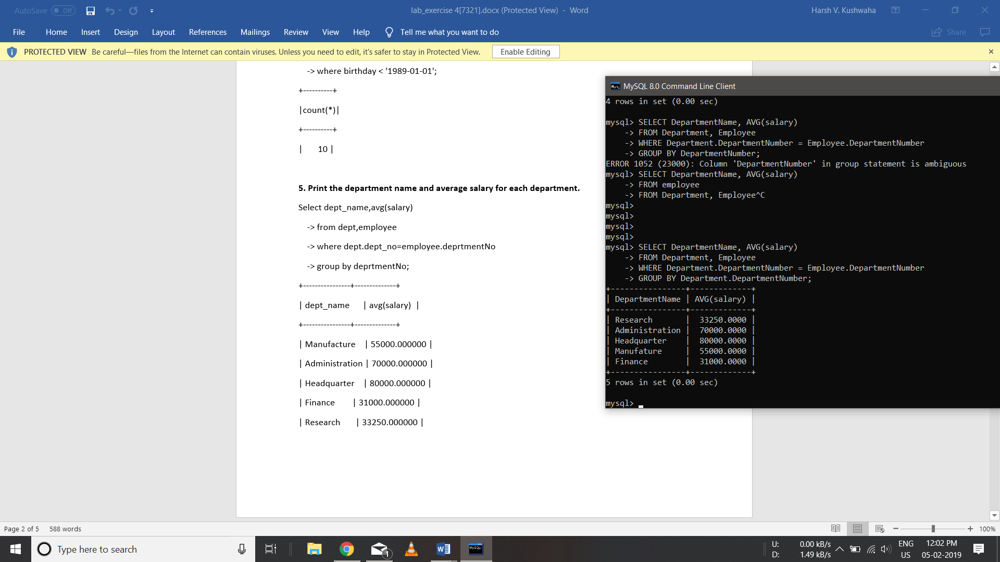 AutoSave Off
lab_exercise 4[7321].docx (Protected View) - Word
Harsh V. Kushwaha
File Home Insert Design Layout References Mailings Review View Help Tell me what you want to do
Share
PROTECTED VIEW Be careful—files from the Internet can contain viruses. Unless you need to edit, it's safer to stay in Protected View. Enable Editing
-> where birthday < '1989-01-01';
+----------+
|count(*)|
+----------+
| 10 |
5. Print the department name and average salary for each department.
Select dept_name,avg(salary)
-> from dept,employee
-> where dept.dept_no=employee.deprtmentNo
-> group by deprtmentNo;
+----------------+--------------+
| dept_name | avg(salary) |
+----------------+--------------+
| Manufacture | 55000.000000 |
| Administration | 70000.000000 |
| Headquarter | 80000.000000 |
| Finance | 31000.000000 |
| Research | 33250.000000 |
MySQL 8.0 Command Line Client
4 rows in set (0.00 sec)
mysql> SELECT DepartmentName, AVG(salary)
-> FROM Department, Employee
-> WHERE Department.DepartmentNumber = Employee.DepartmentNumber
-> GROUP BY DepartmentNumber;
ERROR 1052 (23000): Column 'DepartmentNumber' in group statement is ambiguous
mysql> SELECT DepartmentName, AVG(salary)
-> FROM employee
-> FROM Department, Employee^C
mysql>
mysql>
mysql>
mysql>
mysql> SELECT DepartmentName, AVG(salary)
-> FROM Department, Employee
-> WHERE Department.DepartmentNumber = Employee.DepartmentNumber
-> GROUP BY Department.DepartmentNumber;
+----------------+-------------+
| DepartmentName | AVG(salary) |
+----------------+-------------+
| Research | 33250.0000 |
| Administration | 70000.0000 |
| Headquarter | 80000.0000 |
| Manufature | 55000.0000 |
| Finance | 31000.0000 |
+----------------+-------------+
5 rows in set (0.00 sec)
mysql>
Page 2 of 5 588 words
100%
Type here to search
1
MySQL
U: 0.00 kB/s
D: 1.49 kB/s
ENG
US
12:02 PM
05-02-2019